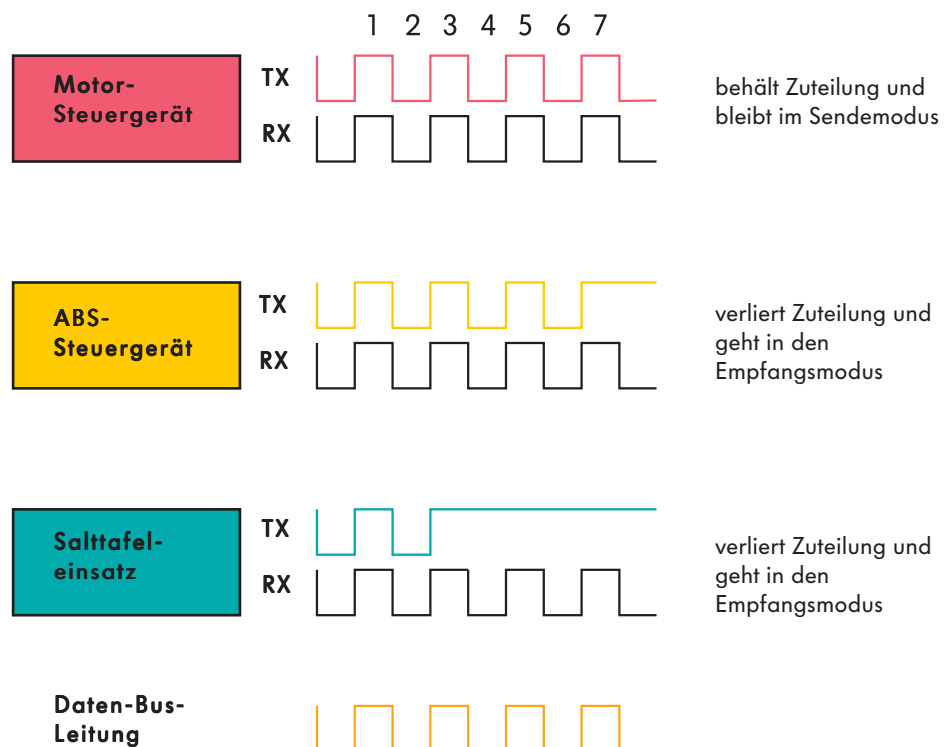 1 2 3 4 5 6 7
Motor-
Steuergerät
TX
RX
behält Zuteilung und
bleibt im Sendemodus
ABS-
Steuergerät
TX
RX
verliert Zuteilung und
geht in den
Empfangsmodus
Salttafel-
einsatz
TX
RX
verliert Zuteilung und
geht in den
Empfangsmodus
Daten-Bus-
Leitung